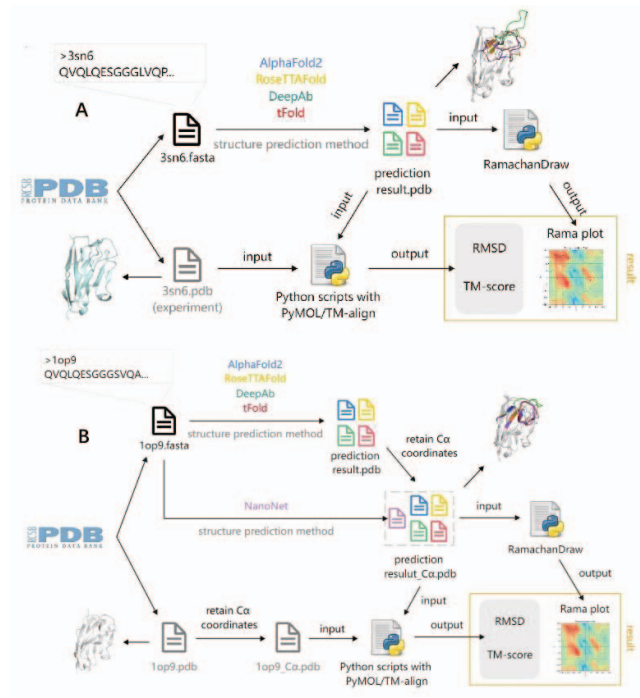 >3sn6
QVQLQESGGGLVQP...
A
AlphaFold2
RoseTTAFold
DeepAb
tFold
structure prediction method
3sn6.fasta
prediction
result.pdb
input
RamachanDraw
RCSB
PDB
PROTEIN DATA BANK
input
output
3sn6.pdb
(experiment)
input
Python scripts with
PyMOL/TM-align
output
RMSD
TM-score
Rama plot
result
>1op9
QVQLQESGGGSVQA...
B
AlphaFold2
RoseTTAFold
DeepAb
tFold
structure prediction method
1op9.fasta
prediction
result.pdb
retain Cα
coordinates
NanoNet
structure prediction method
prediction
resulut_Cα.pdb
input
RamachanDraw
RCSB
PDB
PROTEIN DATA BANK
input
output
1op9.pdb
retain Cα
coordinates
1op9_Cα.pdb
input
Python scripts with
PyMOL/TM-align
output
RMSD
TM-score
Rama plot
result